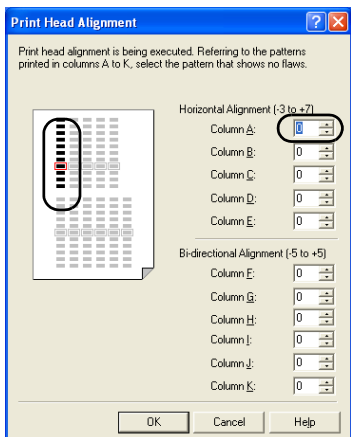 Print Head Alignment
Print head alignment is being executed. Referring to the patterns
printed in columns A to K, select the pattern that shows no flaws.
Horizontal Alignment (-3 to +7)
Column A: 0
Column B: 0
Column C: 0
Column D: 0
Column E: 0
Bi-directional Alignment (-5 to +5)
Column F: 0
Column G: 0
Column H: 0
Column I: 0
Column J: 0
Column K: 0
OK Cancel Help